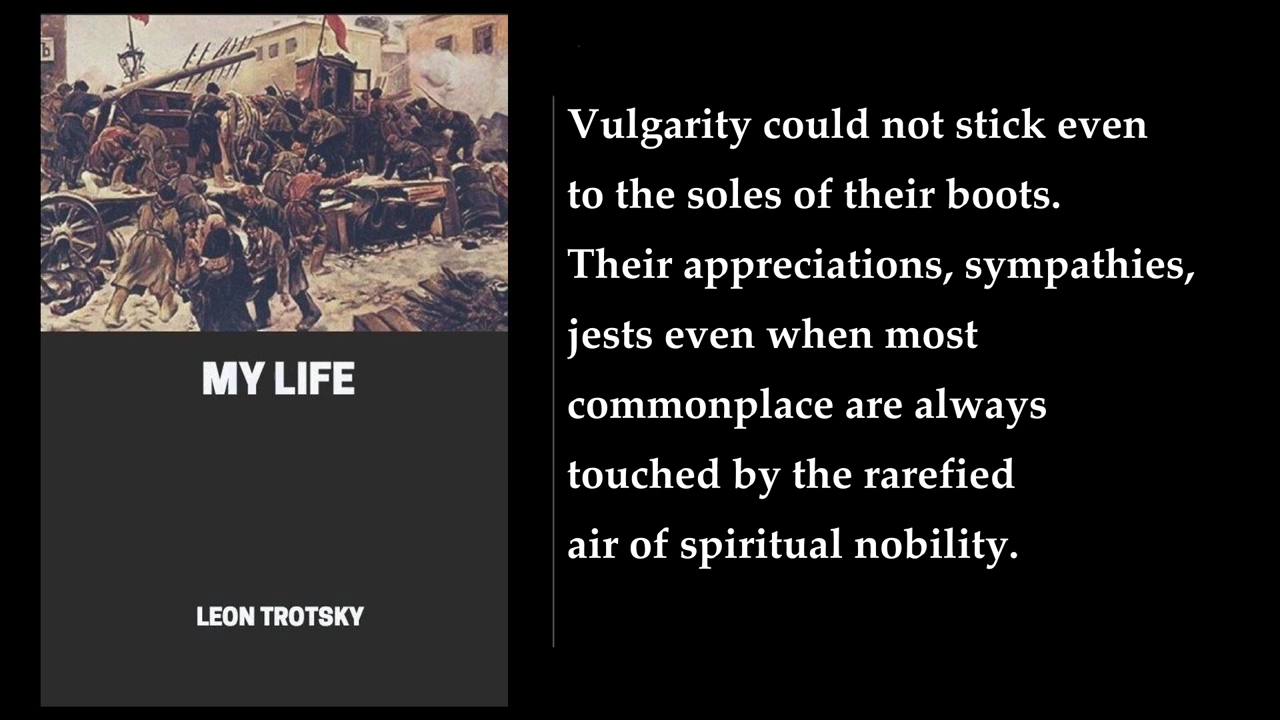 MY LIFE
LEON TROTSKY
Vulgarity could not stick even
to the soles of their boots.
Their appreciations, sympathies,
jests even when most
commonplace are always
touched by the rarefied
air of spiritual nobility.